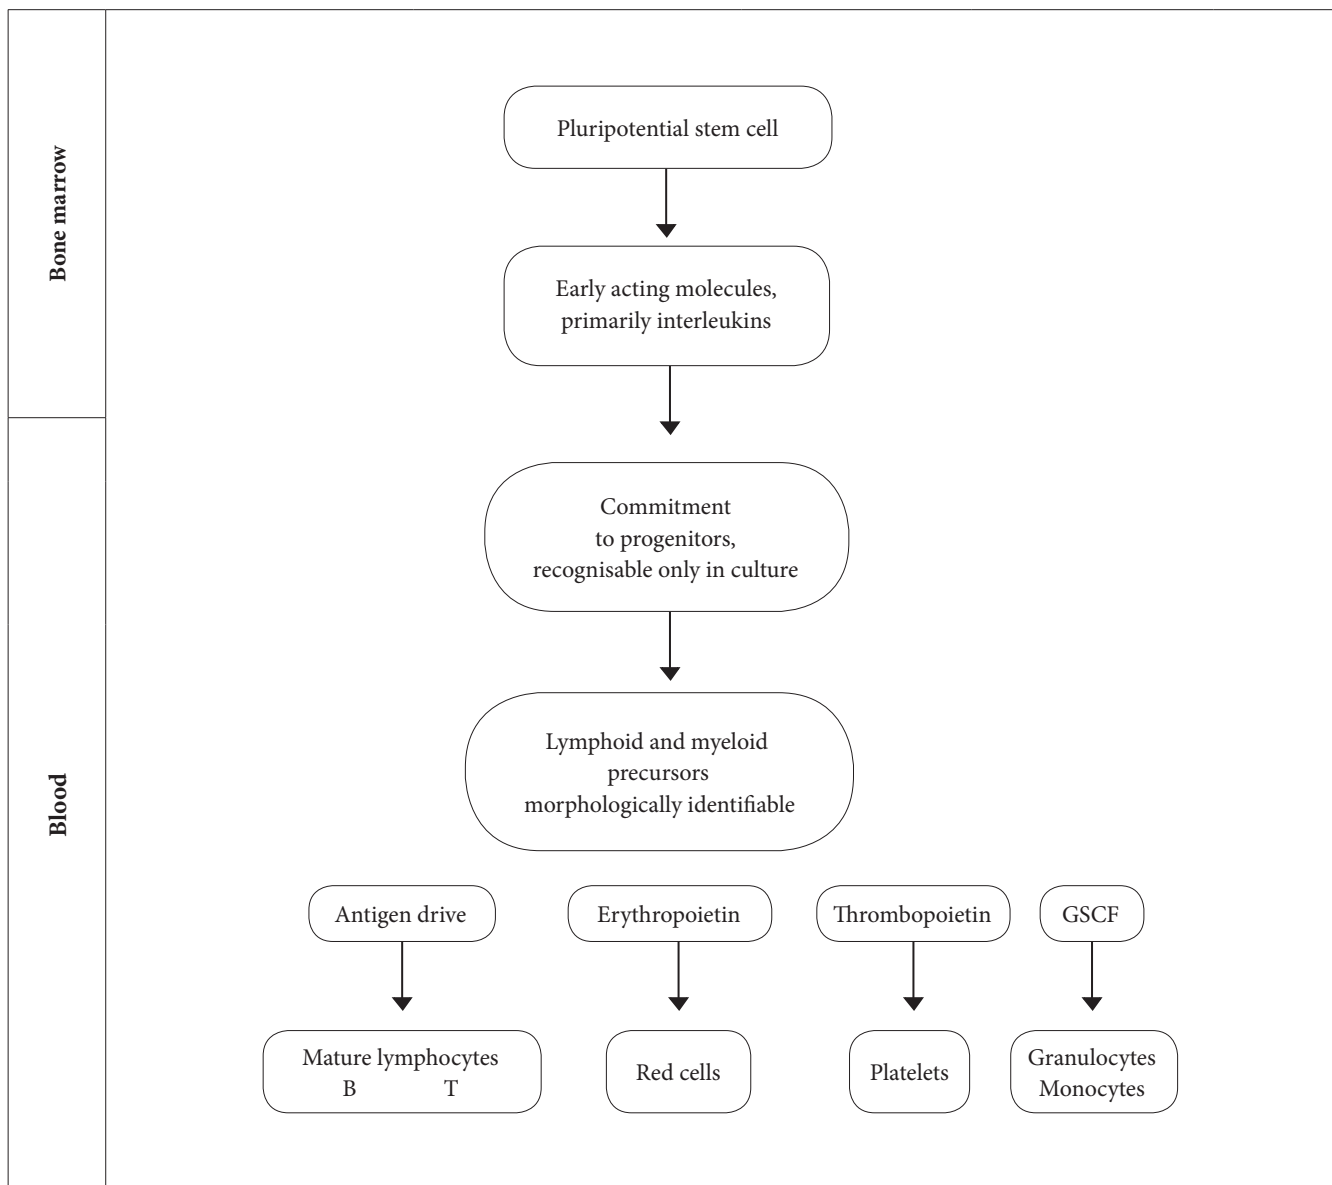 Bone marrow
Pluripotential stem cell
Early acting molecules,
primarily interleukins
Blood
Commitment
to progenitors,
recognisable only in culture
Lymphoid and myeloid
precursors
morphologically identifiable
Antigen drive
Erythropoietin
Thrombopoietin
GSCF
Mature lymphocytes
B T
Red cells
Platelets
Granulocytes
Monocytes